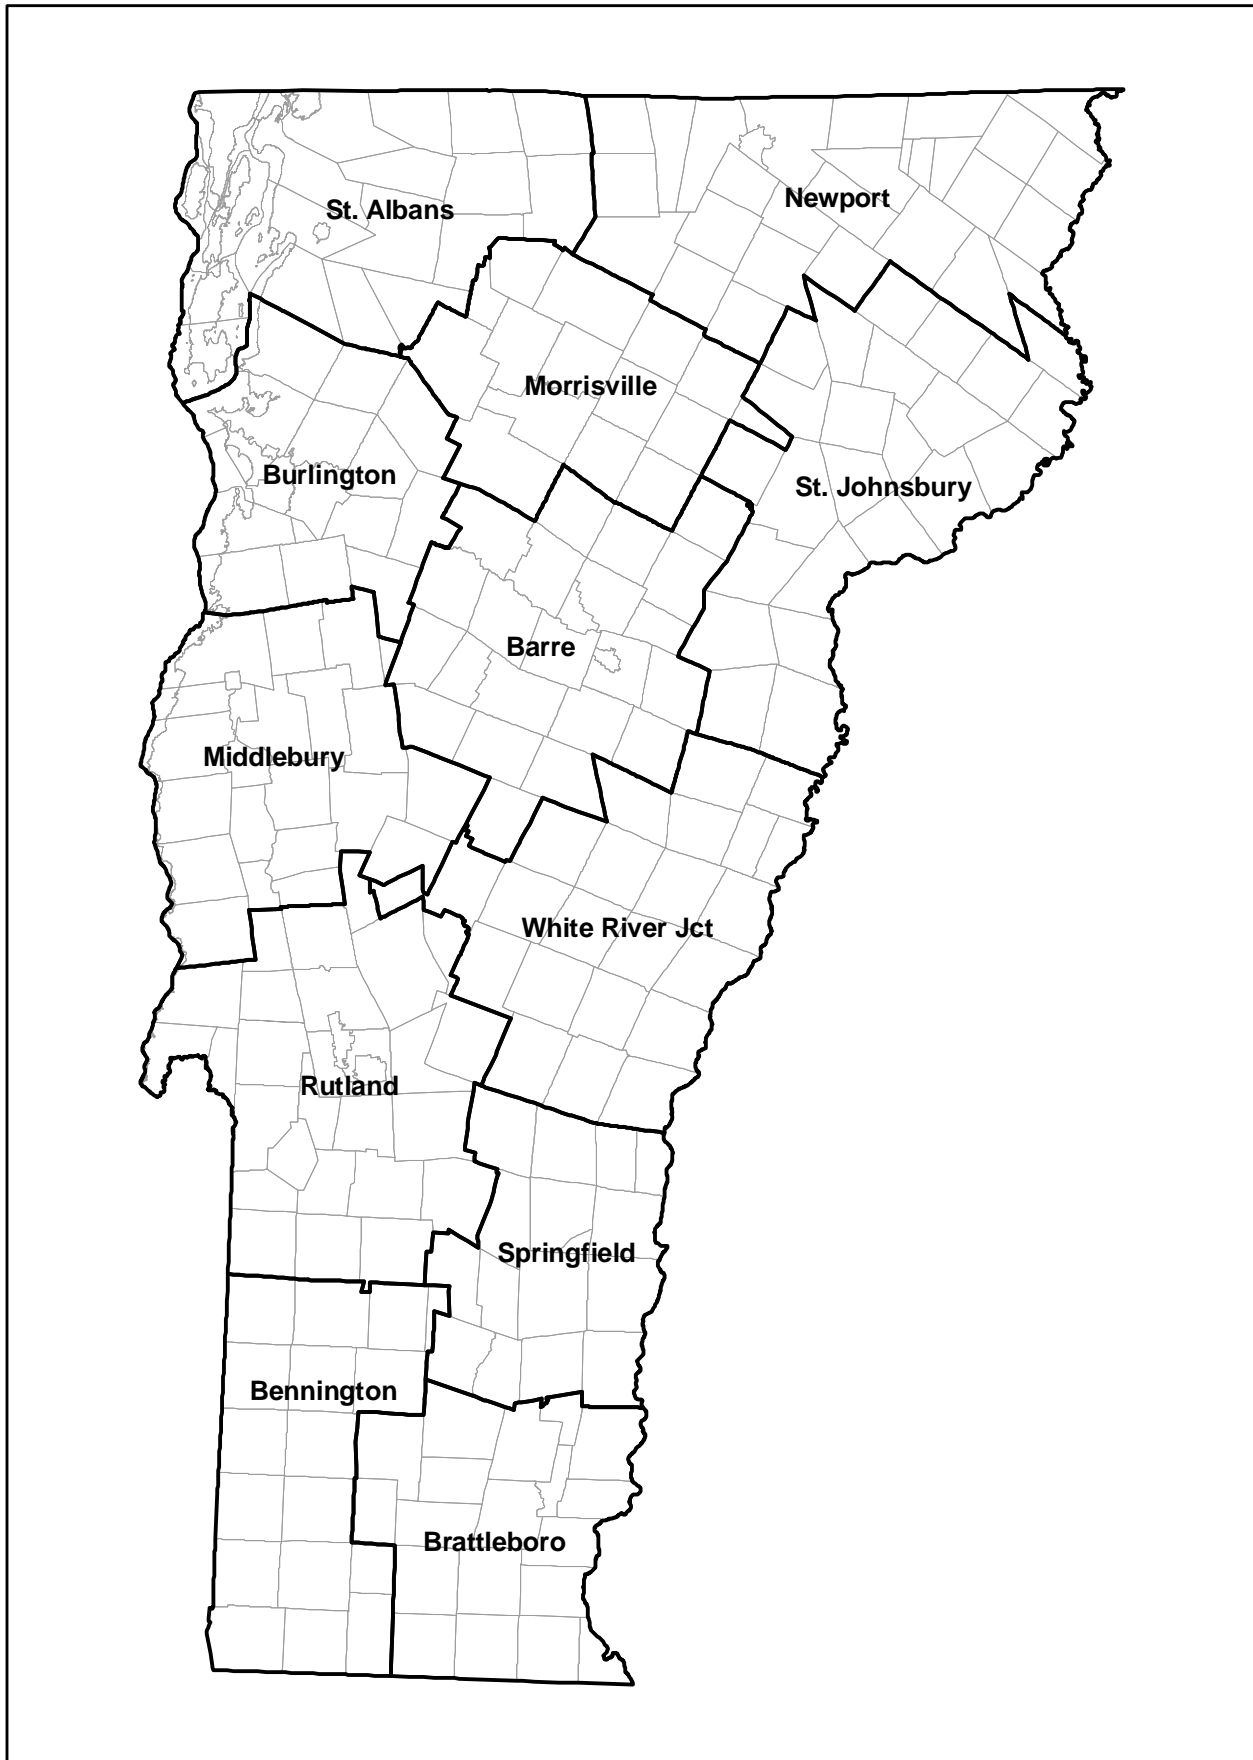 Newport
St. Albans
Morrisville
Burlington
St. Johnsbury
Barre
Middlebury
White River Jct
Rutland
Springfield
Bennington
Brattleboro